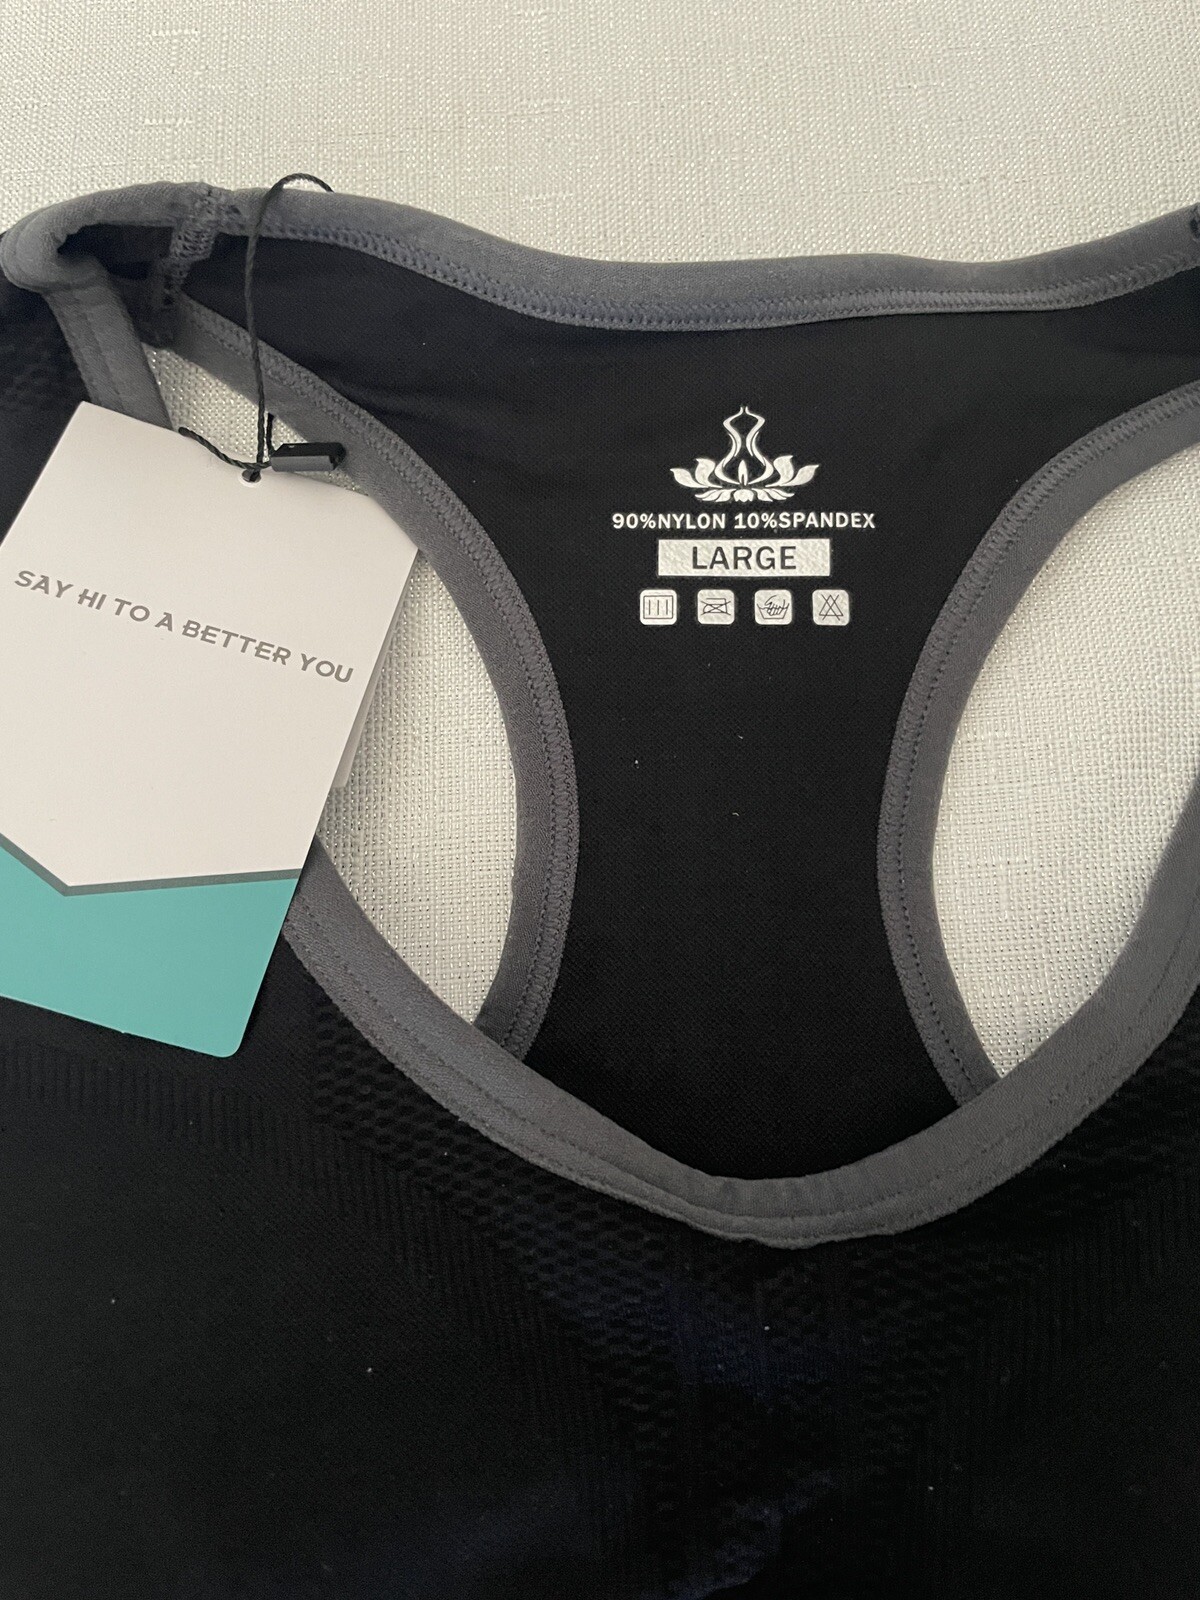 SAY HI TO A BETTER YOU
90%NYLON 10%SPANDEX
LARGE